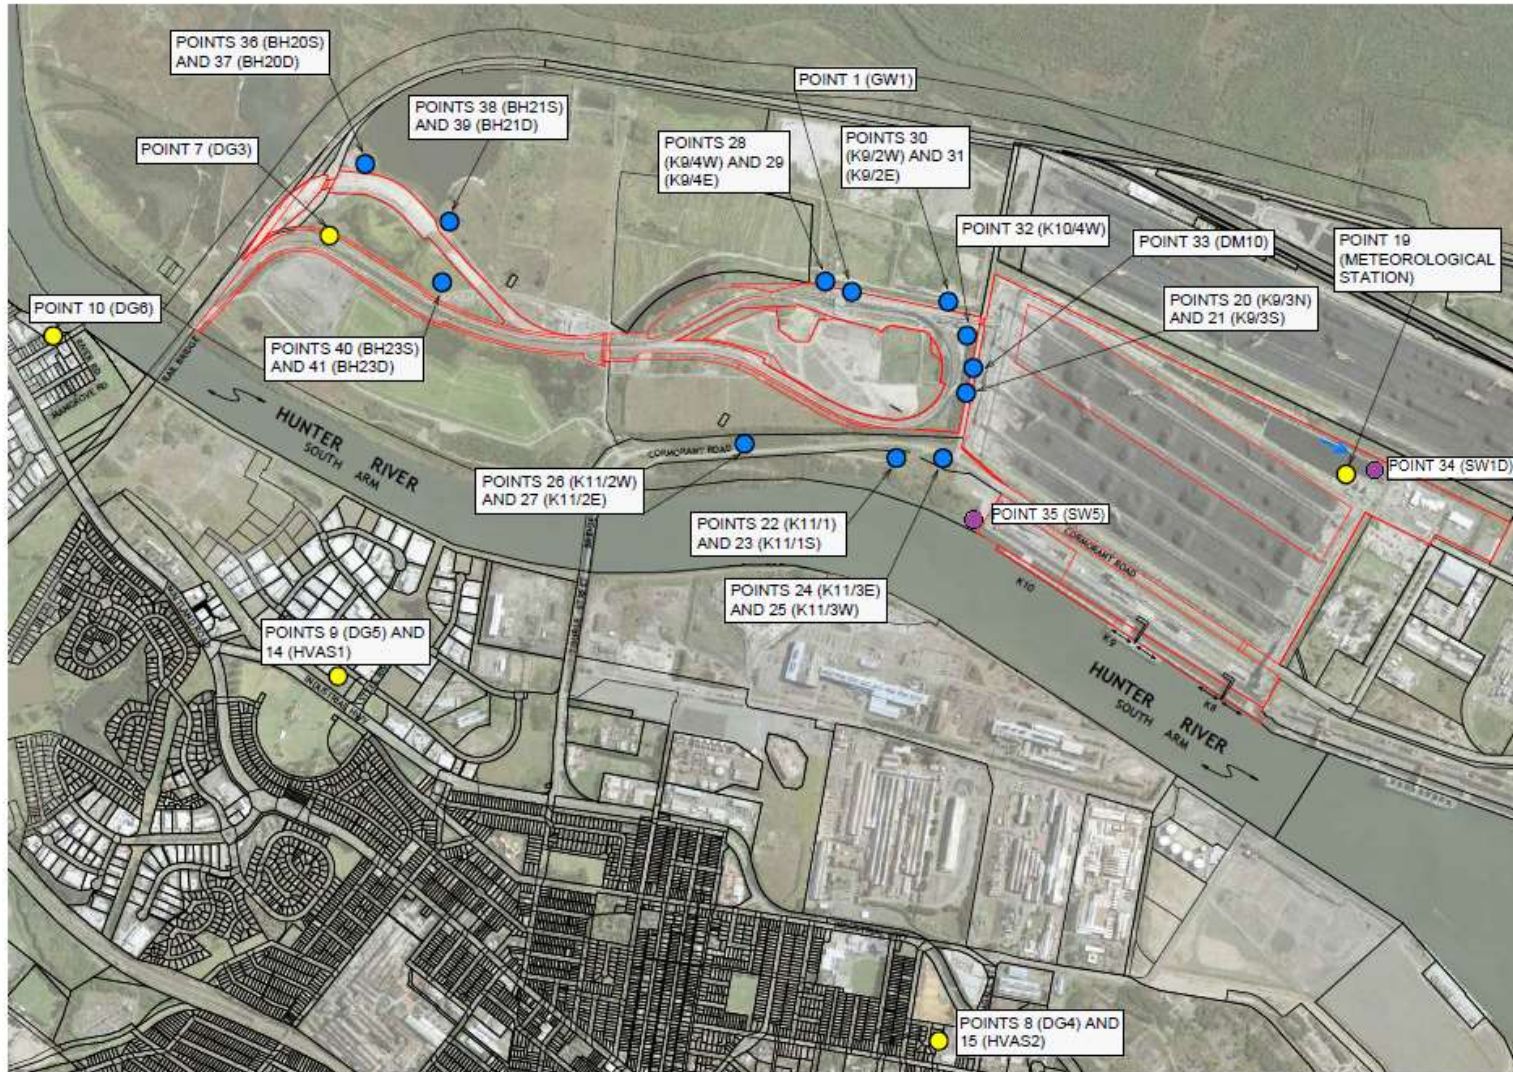 POINTS 36 (BH20S)
AND 37 (BH20D)
POINT 1 (GW1)
POINTS 38 (BH21S)
AND 39 (BH21D)
POINT 7 (DG3)
POINTS 28
(K9/4W) AND 29
(K9/4E)
POINTS 30
(K9/2W) AND 31
(K9/2E)
POINT 32 (K10/4W)
POINT 33 (DM10)
POINT 19
(METEOROLOGICAL
STATION)
POINTS 20 (K9/3N)
AND 21 (K9/3S)
POINT 10 (DG6)
POINTS 40 (BH23S)
AND 41 (BH23D)
RAIL BRIDGE
MANGROVE RD
HUNTER RIVER
SOUTH ARM
CORMORANT ROAD
POINTS 26 (K11/2W)
AND 27 (K11/2E)
POINT 34 (SW1D)
POINT 35 (SW5)
POINTS 22 (K11/1)
AND 23 (K11/1S)
CORMORANT ROAD
K10
POINTS 24 (K11/3E)
AND 25 (K11/3W)
POINTS 9 (DG5) AND
14 (HVAS1)
K9
K8
HUNTER RIVER
SOUTH ARM
POINTS 8 (DG4) AND
15 (HVAS2)